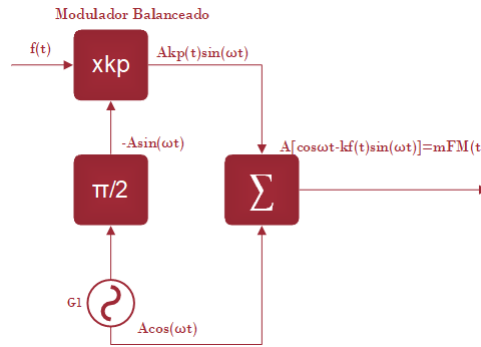 Modulador Balanceado
f(t)
xkp
Akp(t)sin(ωt)
-Asin(ωt)
A[cosωt-kf(t)sin(ωt)]=mFM(t
π/2
Σ
G1
Acos(ωt)